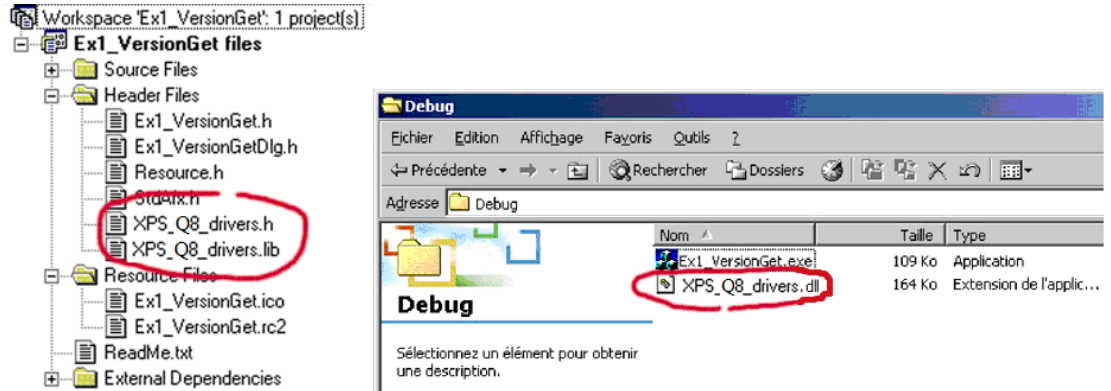 Workspace 'Ex1_VersionGet': 1 project(s)
Ex1_VersionGet files
Source Files
Header Files
Ex1_VersionGet.h
Ex1_VersionGetDlg.h
Resource.h
StdAfx.h
XPS_Q8_drivers.h
XPS_Q8_drivers.lib
Resource Files
Ex1_VersionGet.ico
Ex1_VersionGet.rc2
ReadMe.txt
External Dependencies
Debug
Fichier Edition Affichage Favoris Outils ?
Précédente Rechercher Dossiers
Adresse Debug
Nom Taille Type
Ex1_VersionGet.exe 109 Ko Application
XPS_Q8_drivers.dll 164 Ko Extension de l'applic...
Debug
Sélectionnez un élément pour obtenir
une description.